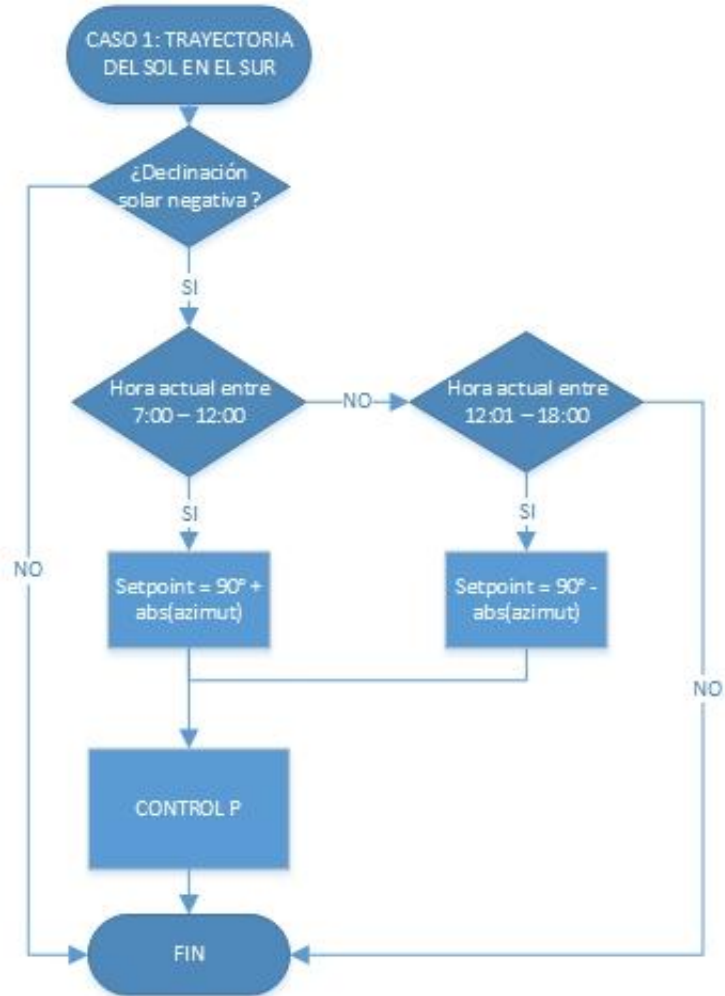 CASO 1: TRAYECTORIA
DEL SOL EN EL SUR
¿Declinación
solar negativa ?
SI
Hora actual entre
7:00 – 12:00
NO
Hora actual entre
12:01 – 18:00
SI
SI
Setpoint = 90º +
abs(azimut)
Setpoint = 90º -
abs(azimut)
NO
NO
CONTROL P
FIN